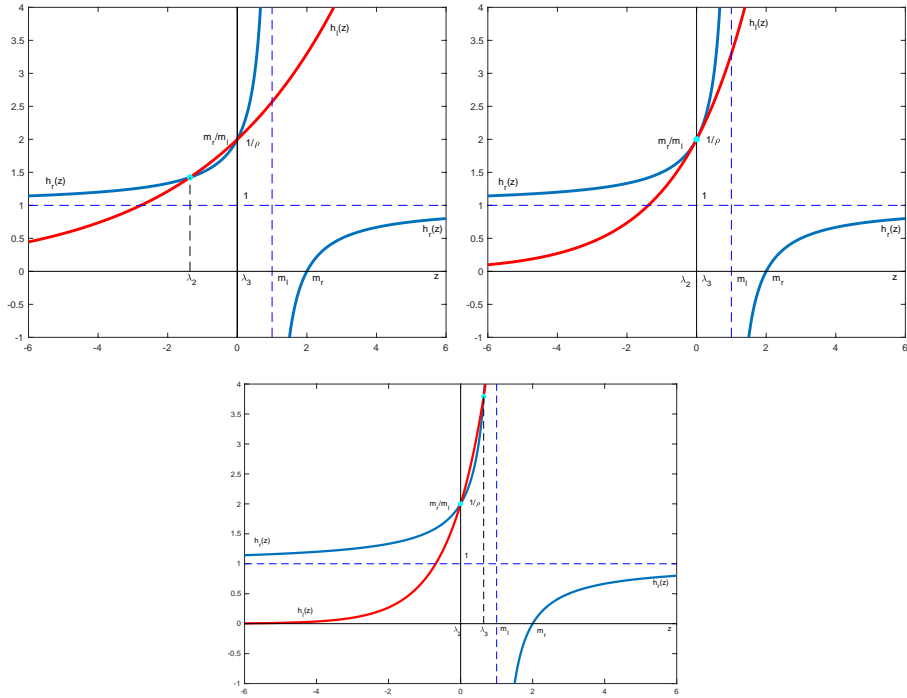 4
3.5
3
2.5
2
1.5
1
0.5
0
-0.5
-1
-6 -4 -2 0 2 4 6
h_l(z)
m_r/m_l
1/ρ
h_r(z)
1
h_r(z)
λ_2
λ_3
m_l
m_r
z
4
3.5
3
2.5
2
1.5
1
0.5
0
-0.5
-1
-6 -4 -2 0 2 4 6
h_l(z)
m_r/m_l
1/ρ
h_r(z)
1
h_r(z)
λ_2
λ_3
m_l
m_r
z
4
3.5
3
2.5
2
1.5
1
0.5
0
-0.5
-1
-6 -4 -2 0 2 4 6
m_r/m_l
1/ρ
h_r(z)
1
h_r(z)
h_l(z)
λ_2
λ_3
m_l
m_r
z